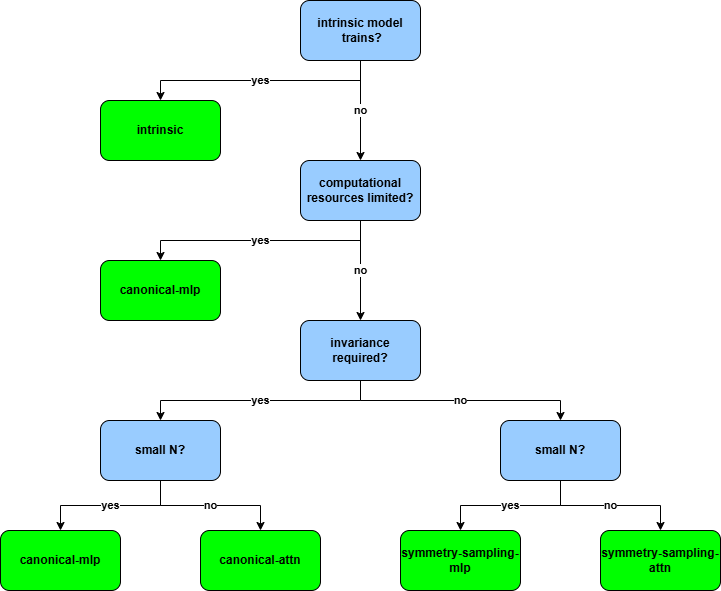 intrinsic model
trains?
yes
intrinsic
no
computational
resources limited?
yes
canonical-mlp
no
invariance
required?
yes
no
small N?
small N?
yes
no
yes
no
canonical-mlp
canonical-attn
symmetry-sampling-
mlp
symmetry-sampling-
attn